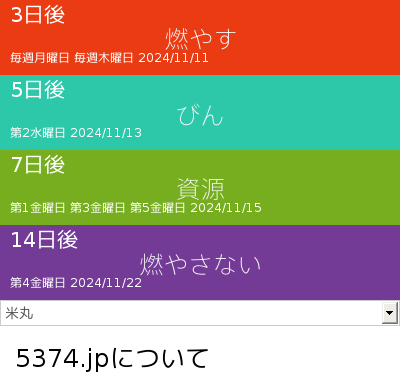 3日後
燃やす
毎週月曜日 毎週木曜日 2024/11/11
5日後
びん
第2水曜日 2024/11/13
7日後
資源
第1金曜日 第3金曜日 第5金曜日 2024/11/15
14日後
燃やさない
第4金曜日 2024/11/22
米丸
5374.jpについて